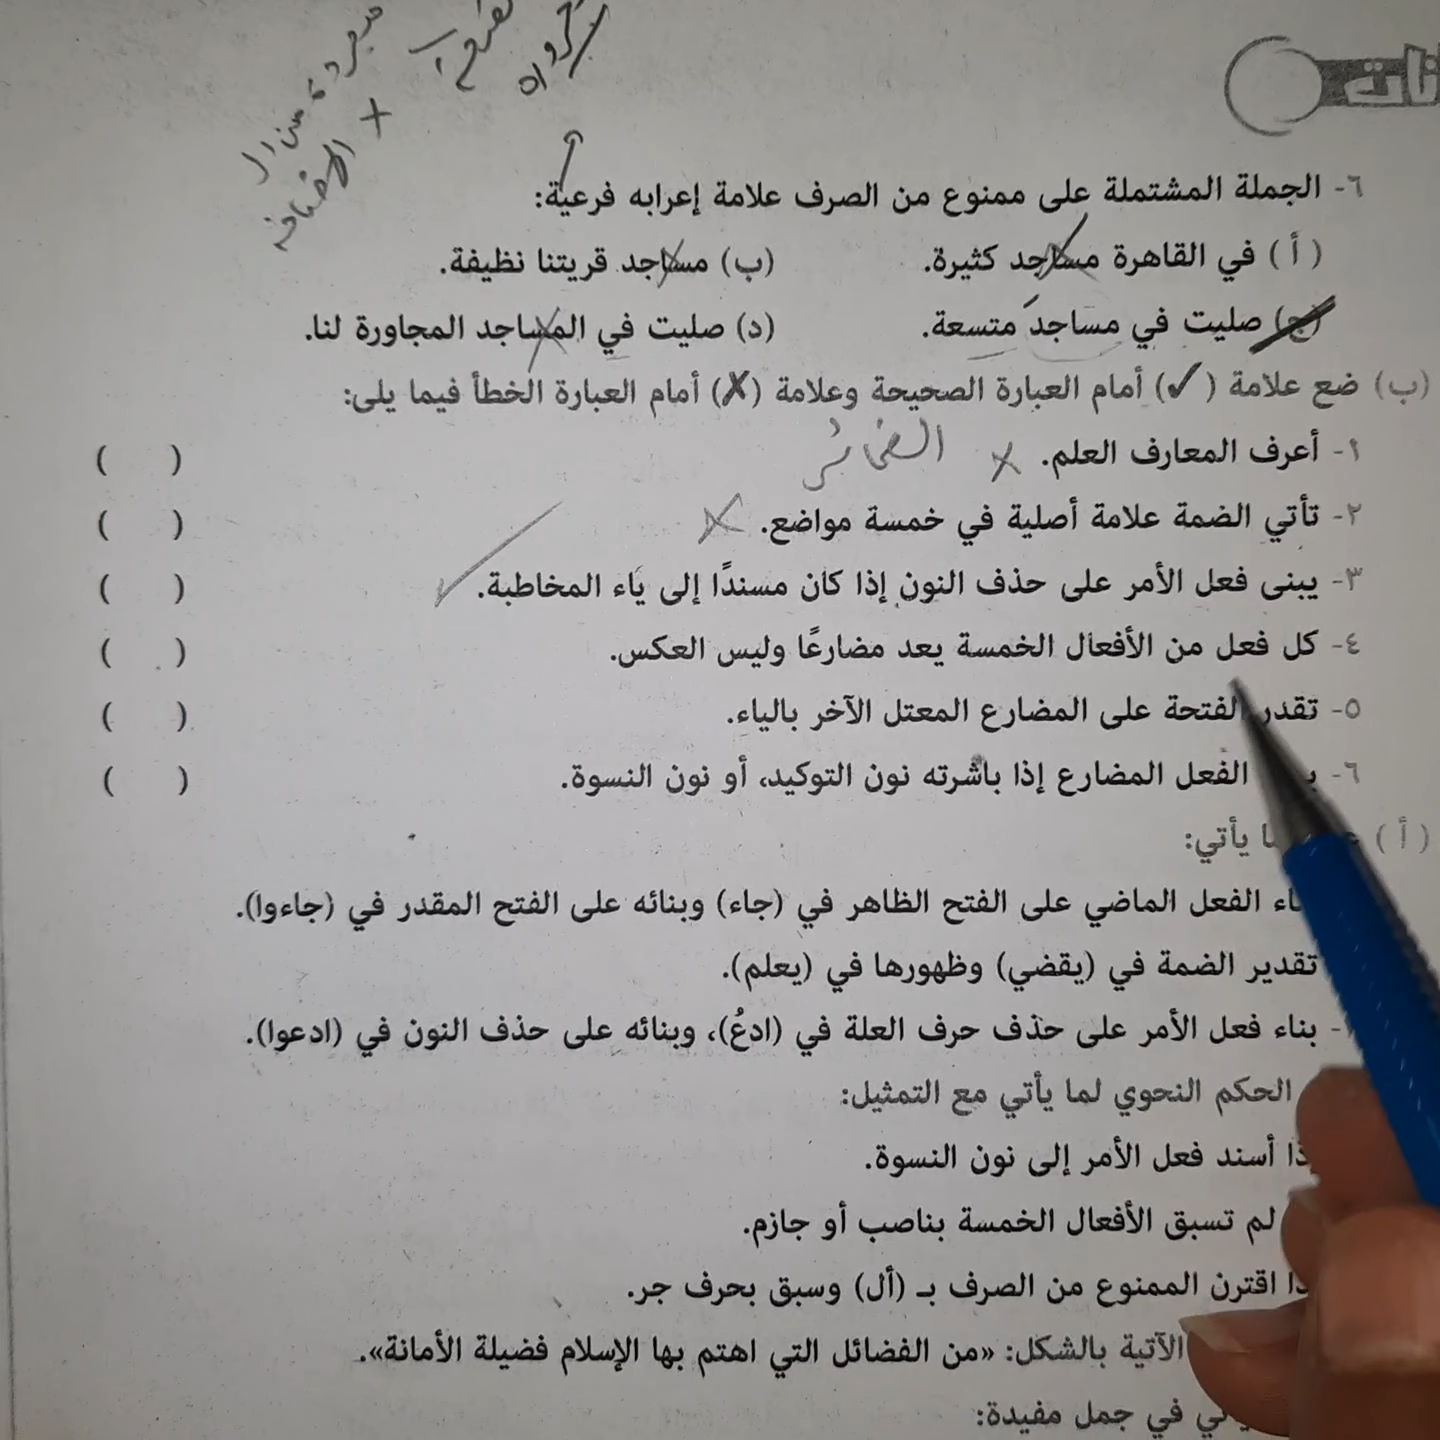 مجردة من ال
+ الإضافة
نات
٦- الجملة المشتملة على ممنوع من الصرف علامة إعرابه فرعية:
(أ) في القاهرة مساجد كثيرة. (ب) مساجد قريتنا نظيفة.
(ج) صليت في مساجد متسعة. (د) صليت في المساجد المجاورة لنا.
(ب) ضع علامة (✓) أمام العبارة الصحيحة وعلامة (✗) أمام العبارة الخطأ فيما يلى:
١- أعرف المعارف العلم. × الضمائر ( )
٢- تأتي الضمة علامة أصلية في خمسة مواضع. × ( )
٣- يبنى فعل الأمر على حذف النون إذا كان مسندًا إلى ياء المخاطبة. ✓ ( )
٤- كل فعل من الأفعال الخمسة يعد مضارعًا وليس العكس. ( )
٥- تقدر الفتحة على المضارع المعتل الآخر بالياء. ( )
٦- الفعل المضارع إذا باشرته نون التوكيد، أو نون النسوة. ( )
(أ) يأتي:
الفعل الماضي على الفتح الظاهر في (جاء) وبنائه على الفتح المقدر في (جاءوا).
تقدير الضمة في (يقضي) وظهورها في (يعلم).
- بناء فعل الأمر على حذف حرف العلة في (ادعُ)، وبنائه على حذف النون في (ادعوا).
الحكم النحوي لما يأتي مع التمثيل:
أسند فعل الأمر إلى نون النسوة.
لم تسبق الأفعال الخمسة بناصب أو جازم.
اقترن الممنوع من الصرف بـ (أل) وسبق بحرف جر.
الآتية بالشكل: «من الفضائل التي اهتم بها الإسلام فضيلة الأمانة».
في جمل مفيدة: